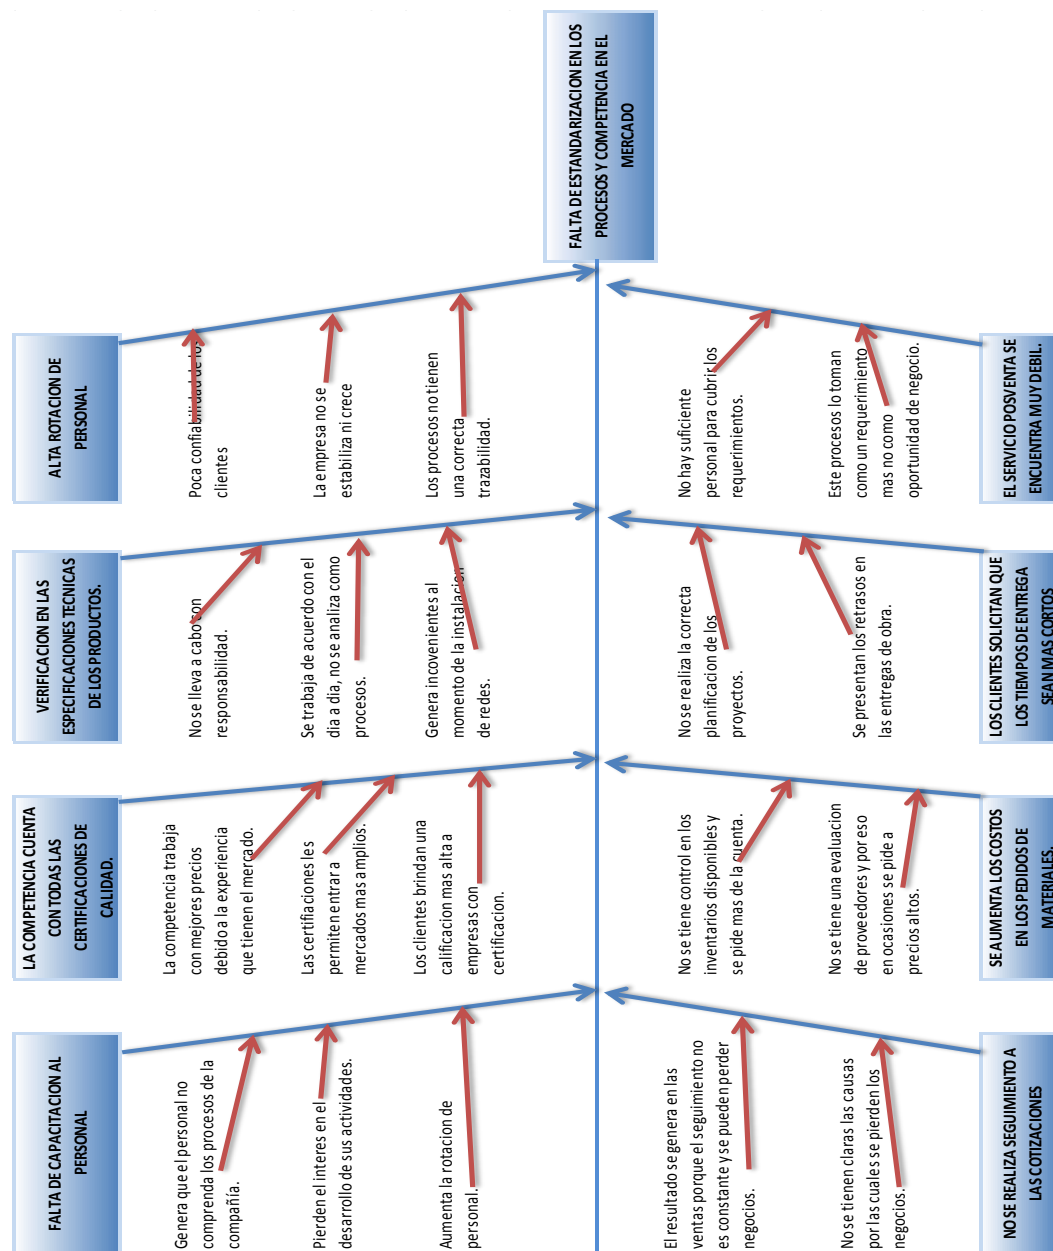 FALTA DE CAPACITACION AL
PERSONAL
Genera que el personal no
comprenda los procesos de la
compañía.
Pierden el interes en el
desarrollo de sus actividades.
Aumenta la rotacion de
personal.
LA COMPETENCIA CUENTA
CON TODAS LAS
CERTIFICACIONES DE
CALIDAD.
La competencia trabaja
con mejores precios
debido a la experiencia
que tienen el mercado.
Las certifiaciones les
permiten entrar a
mercados mas amplios.
Los clientes brindan una
calificacion mas alta a
empresas con
certificacion.
VERIFICACION EN LAS
ESPECIFICACIONES TECNICAS
DE LOS PRODUCTOS.
No se lleva a cabo con
responsabilidad.
Se trabaja de acuerdo con el
dia a dia, no se analiza como
procesos.
Genera incovenientes al
momento de la instalacion
de redes.
ALTA ROTACION DE
PERSONAL
Poca confiabilidad de los
clientes
La empresa no se
estabiliza ni crece
Los procesos no tienen
una correcta
trazabilidad.
FALTA DE ESTANDARIZACION EN LOS
PROCESOS Y COMPETENCIA EN EL
MERCADO
El resultado se genera en las
ventas porque el seguimiento no
es constante y se pueden perder
negocios.
No se tienen claras las causas
por las cuales se pierden los
negocios.
NO SE REALIZA SEGUIMIENTO A
LAS COTIZACIONES
No se tiene control en los
inventarios disponibles y
se pide mas de la cuenta.
No se tiene una evaluacion
de proveedores y por eso
en ocasiones se pide a
precios altos.
SE AUMENTA LOS COSTOS
EN LOS PEDIDOS DE
MATERIALES.
No se realiza la correcta
planificacion de los
proyectos.
Se presentan los retrasos en
las entregas de obra.
LOS CLIENTES SOLICITAN QUE
LOS TIEMPOS DE ENTREGA
SEAN MAS CORTOS
No hay suficiente
personal para cubrir los
requerimientos.
Este procesos lo toman
como un requerimiento
mas no como
oportunidad de negocio.
EL SERVICIO POSVENTA SE
ENCUENTRA MUY DEBIL.